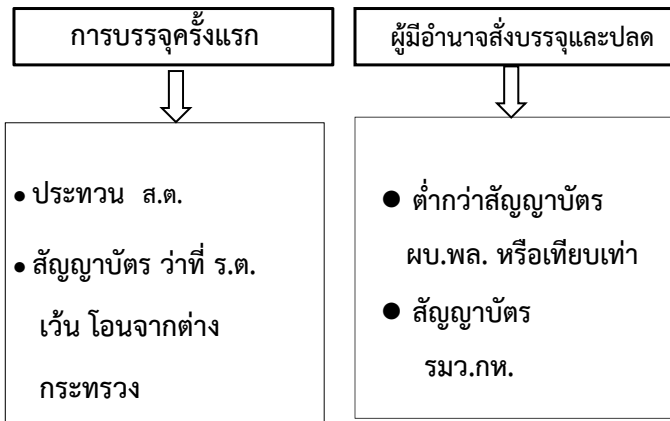 การบรรจุครั้งแรก
● ประทวน ส.ต.
● สัญญาบัตร ว่าที่ ร.ต.
เว้น โอนจากต่าง
กระทรวง
ผู้มีอำนาจสั่งบรรจุและปลด
● ต่ำกว่าสัญญาบัตร
ผบ.พล. หรือเทียบเท่า
● สัญญาบัตร
รมว.กห.